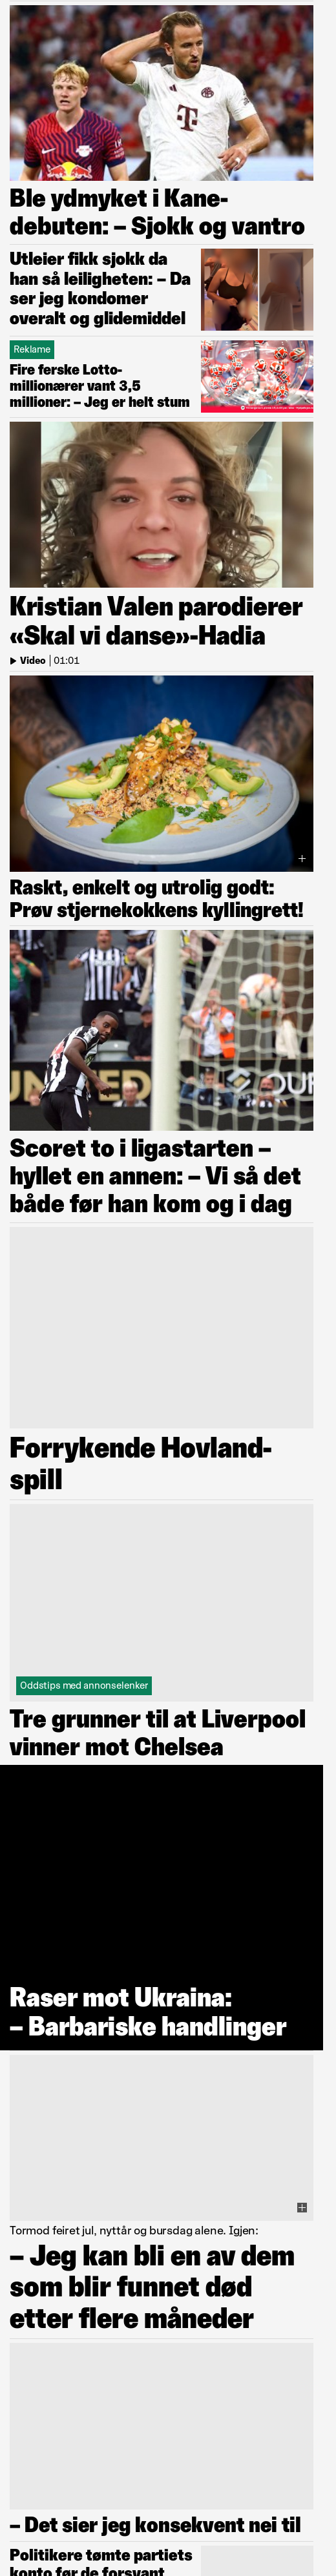 Ble ydmyket i Kane-
debuten: – Sjokk og vantro
Utleier fikk sjokk da
han så leiligheten: – Da
ser jeg kondomer
overalt og glidemiddel
Reklame
Fire ferske Lotto-
millionærer vant 3,5
millioner: – Jeg er helt stum
Kristian Valen parodierer
«Skal vi danse»-Hadia
Video | 01:01
Raskt, enkelt og utrolig godt:
Prøv stjernekokkens kyllingrett!
Scoret to i ligastarten –
hyllet en annen: – Vi så det
både før han kom og i dag
Forrykende Hovland-
spill
Oddstips med annonselenker
Tre grunner til at Liverpool
vinner mot Chelsea
Raser mot Ukraina:
– Barbariske handlinger
Tormod feiret jul, nyttår og bursdag alene. Igjen:
– Jeg kan bli en av dem
som blir funnet død
etter flere måneder
– Det sier jeg konsekvent nei til
Politikere tømte partiets
konto før de forsvant